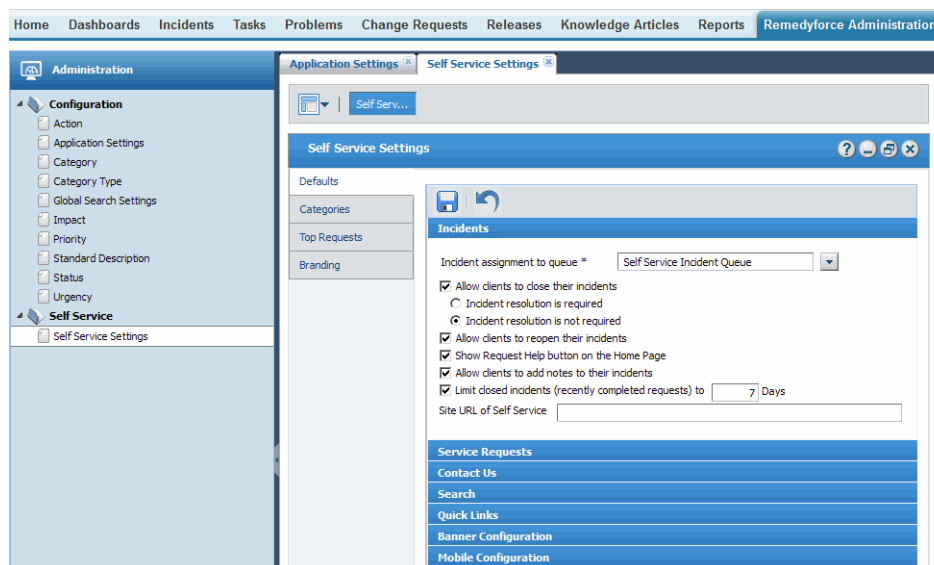 Home Dashboards Incidents Tasks Problems Change Requests Releases Knowledge Articles Reports Remedyforce Administration
Administration
Configuration
Action
Application Settings
Category
Category Type
Global Search Settings
Impact
Priority
Standard Description
Status
Urgency
Self Service
Self Service Settings
Application Settings Self Service Settings
Self Serv...
Self Service Settings
Defaults
Categories
Top Requests
Branding
Incidents
Incident assignment to queue * Self Service Incident Queue
Allow clients to close their incidents
Incident resolution is required
Incident resolution is not required
Allow clients to reopen their incidents
Show Request Help button on the Home Page
Allow clients to add notes to their incidents
Limit closed incidents (recently completed requests) to 7 Days
Site URL of Self Service
Service Requests
Contact Us
Search
Quick Links
Banner Configuration
Mobile Configuration